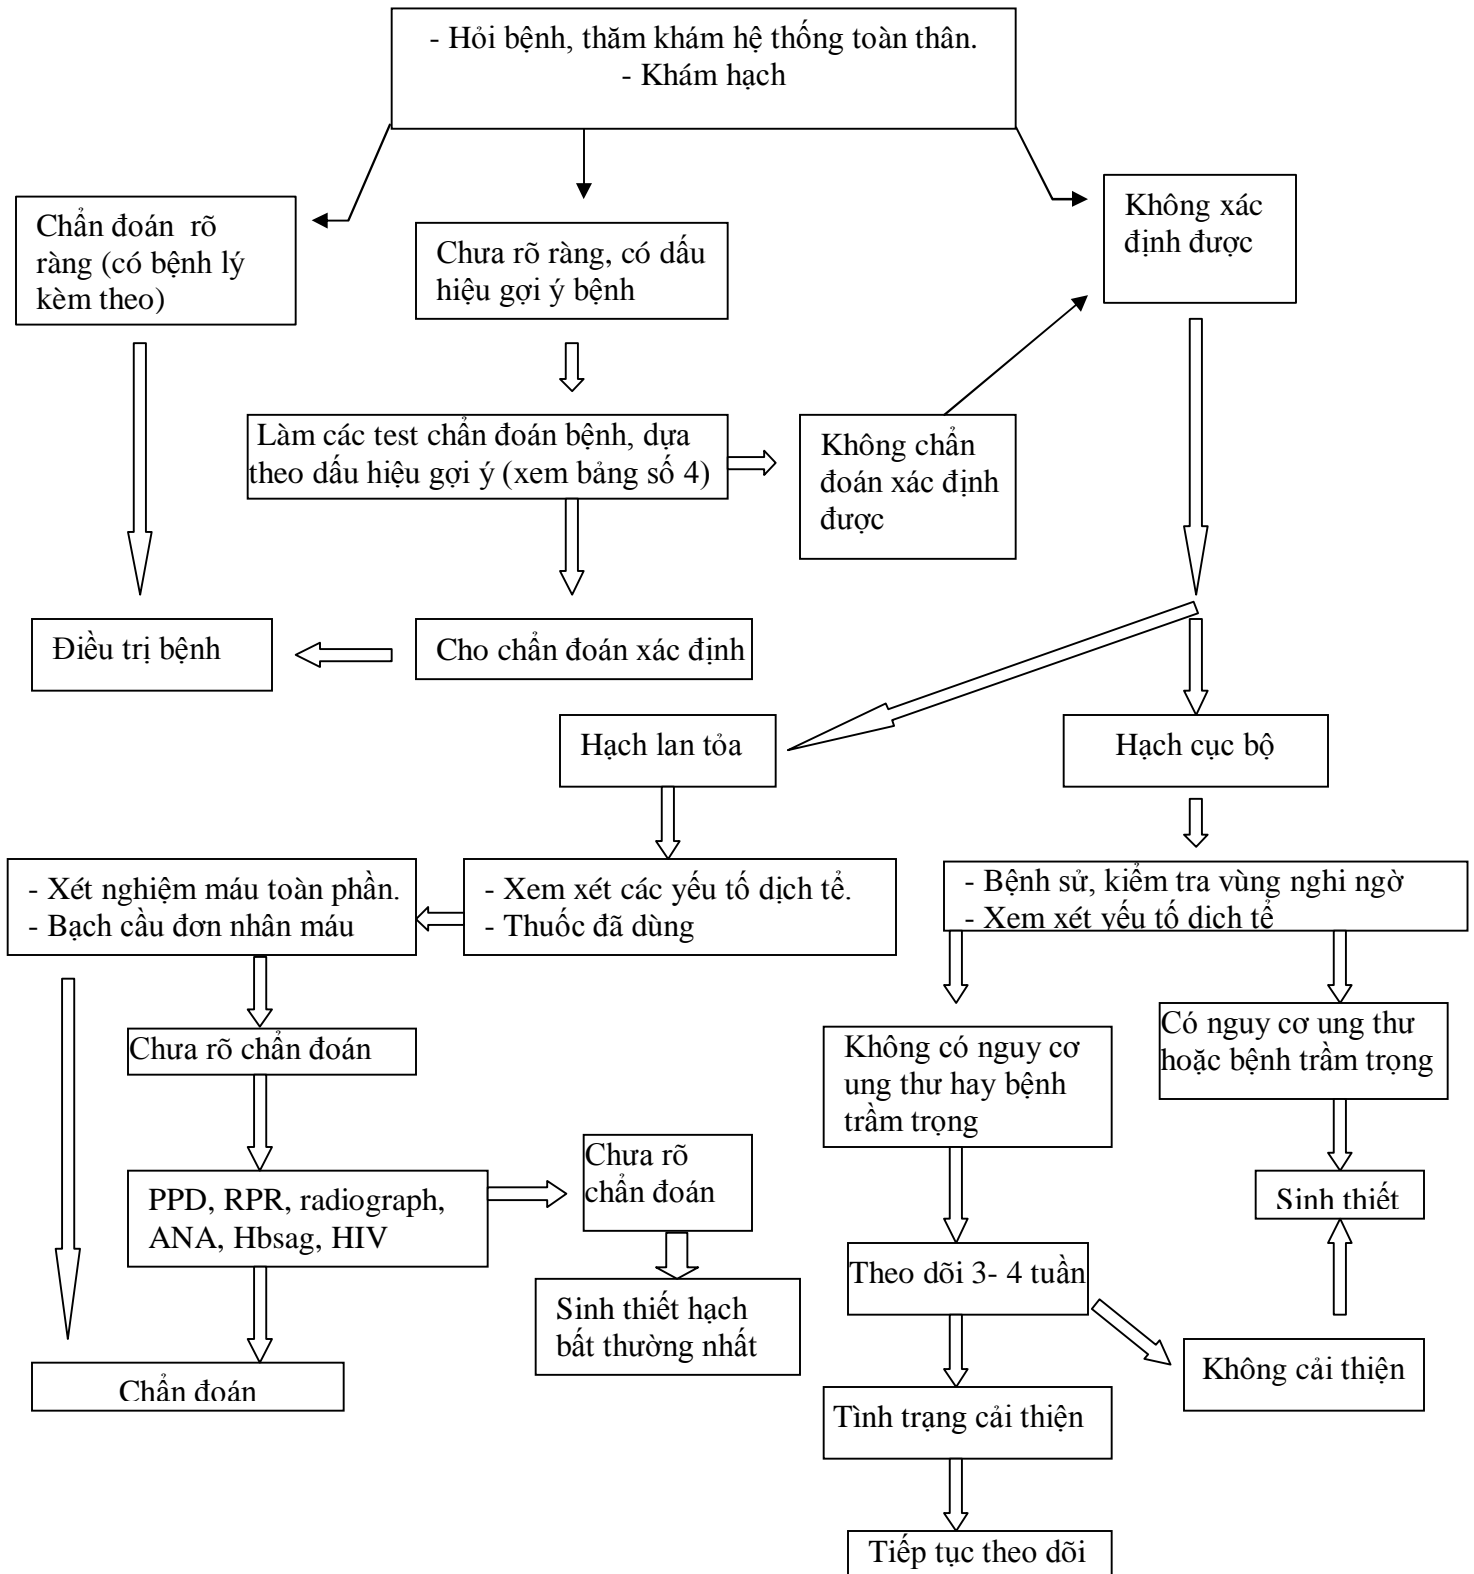 - Hỏi bệnh, thăm khám hệ thống toàn thân.
- Khám hạch
Chẩn đoán rõ
ràng (có bệnh lý
kèm theo)
Chưa rõ ràng, có dấu
hiệu gợi ý bệnh
Không xác
định được
Làm các test chẩn đoán bệnh, dựa
theo dấu hiệu gợi ý (xem bảng số 4)
Không chẩn
đoán xác định
được
Điều trị bệnh
Cho chẩn đoán xác định
Hạch lan tỏa
Hạch cục bộ
- Xét nghiệm máu toàn phần.
- Bạch cầu đơn nhân máu
- Xem xét các yếu tố dịch tể.
- Thuốc đã dùng
- Bệnh sử, kiểm tra vùng nghi ngờ
- Xem xét yếu tố dịch tể
Chưa rõ chẩn đoán
Không có nguy cơ
ung thư hay bệnh
trầm trọng
Có nguy cơ ung thư
hoặc bệnh trầm trọng
PPD, RPR, radiograph,
ANA, Hbsag, HIV
Chưa rõ
chẩn đoán
Sinh thiết
Theo dõi 3- 4 tuần
Sinh thiết hạch
bất thường nhất
Không cải thiện
Chẩn đoán
Tình trạng cải thiện
Tiếp tục theo dõi